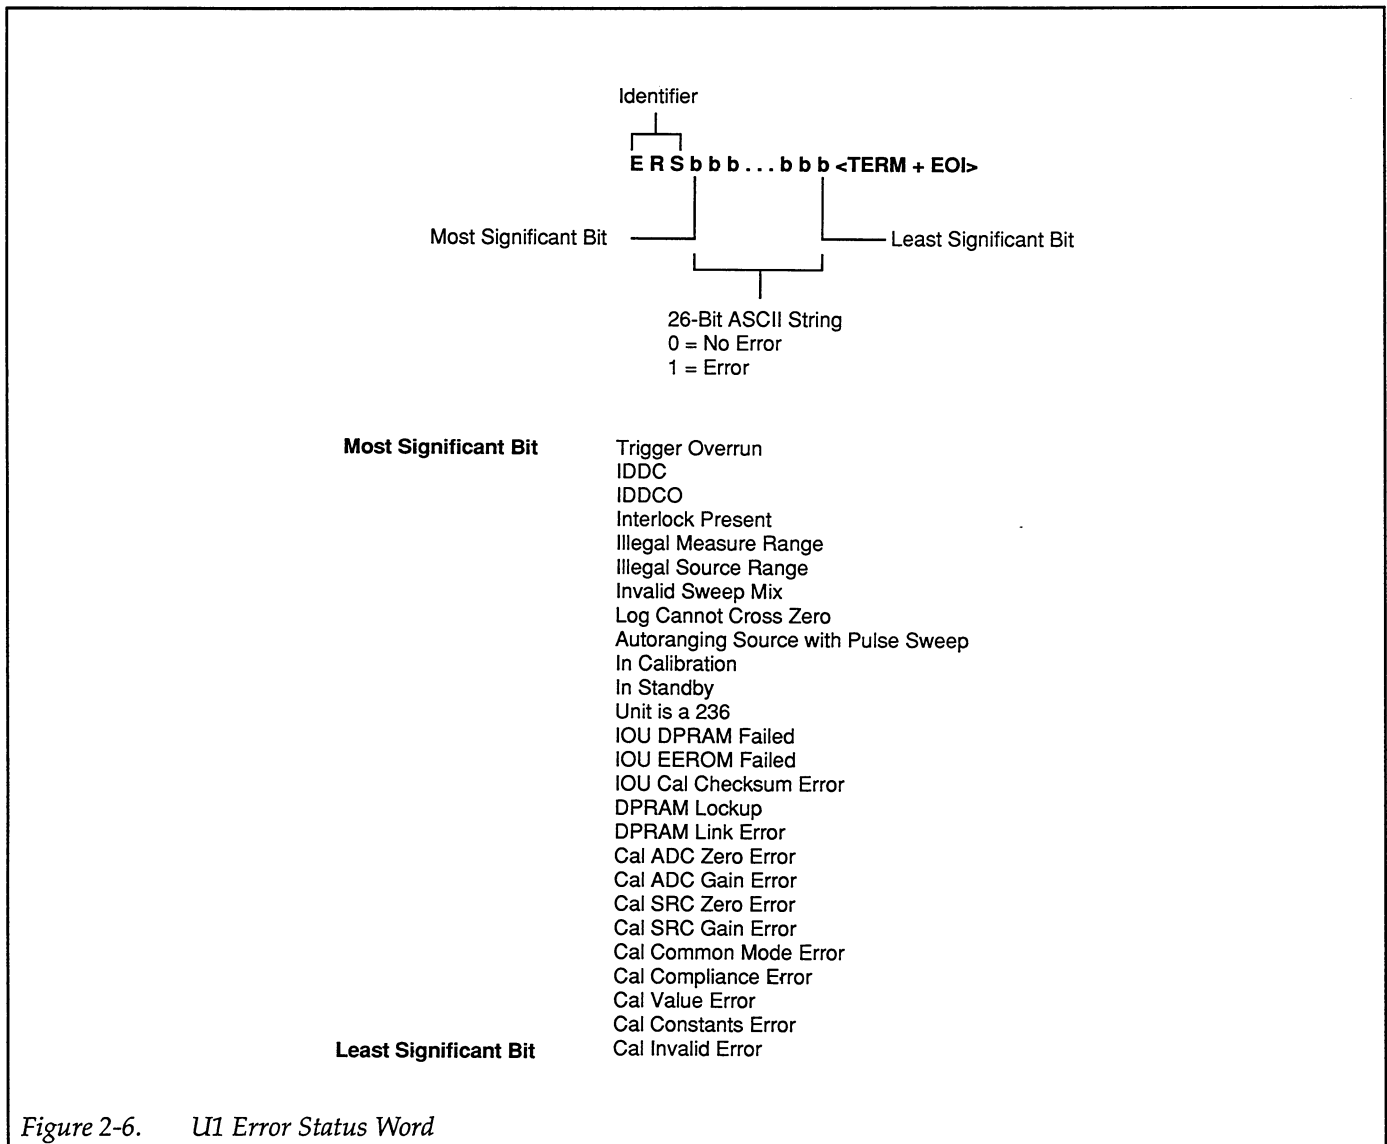 Identifier
E R S b b b . . . b b b <TERM + EOI>
Most Significant Bit
Least Significant Bit
26-Bit ASCII String
0 = No Error
1 = Error
Most Significant Bit
Trigger Overrun
IDDC
IDDCO
Interlock Present
Illegal Measure Range
Illegal Source Range
Invalid Sweep Mix
Log Cannot Cross Zero
Autoranging Source with Pulse Sweep
In Calibration
In Standby
Unit is a 236
IOU DPRAM Failed
IOU EEROM Failed
IOU Cal Checksum Error
DPRAM Lockup
DPRAM Link Error
Cal ADC Zero Error
Cal ADC Gain Error
Cal SRC Zero Error
Cal SRC Gain Error
Cal Common Mode Error
Cal Compliance Error
Cal Value Error
Cal Constants Error
Least Significant Bit Cal Invalid Error
Figure 2-6. U1 Error Status Word